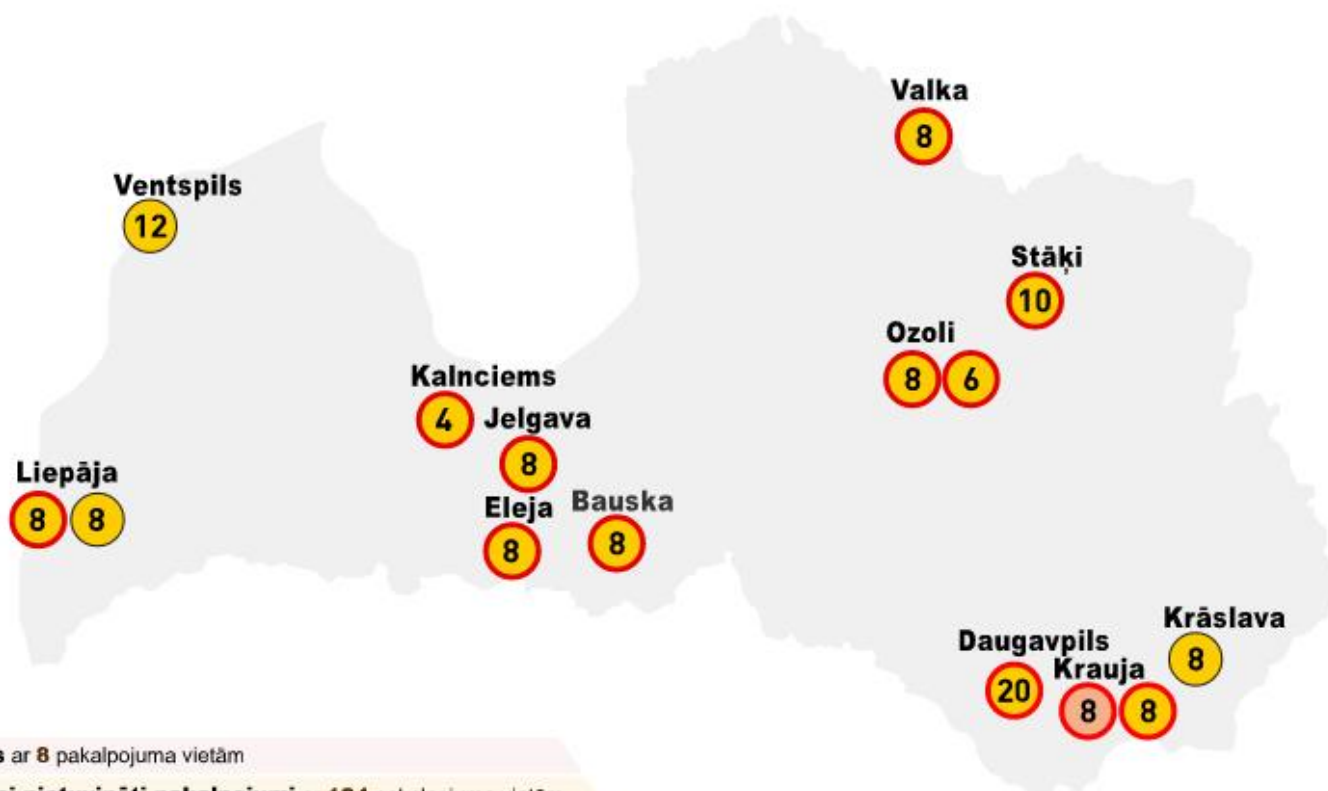 Valka
8
Ventspils
12
Stāķi
10
Ozoli
8 6
Kalnciems
4
Jelgava
8
Liepāja
8 8
Eleja
8
Bauska
8
Krāslava
8
Daugavpils
20
Krauja
8 8
ar 8 pakalpojuma vietām